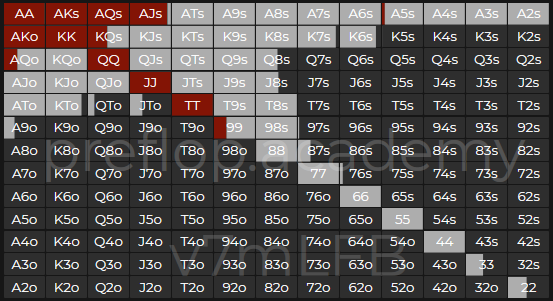 AA AKs AQs AJs ATs A9s A8s A7s A6s A5s A4s A3s A2s
AKo KK KQs KJs KTs K9s K8s K7s K6s K5s K4s K3s K2s
AQo KQo QQ QJs QTs Q9s Q8s Q7s Q6s Q5s Q4s Q3s Q2s
AJo KJo QJo JJ JTs J9s J8s J7s J6s J5s J4s J3s J2s
ATo KTo QTo JTo TT T9s T8s T7s T6s T5s T4s T3s T2s
A9o K9o Q9o J9o T9o 99 98s 97s 96s 95s 94s 93s 92s
A8o K8o Q8o J8o T8o 98o 88 87s 86s 85s 84s 83s 82s
preflop.academy
A7o K7o Q7o J7o T7o 97o 87o 77 76s 75s 74s 73s 72s
A6o K6o Q6o J6o T6o 96o 86o 76o 66 65s 64s 63s 62s
A5o K5o Q5o J5o T5o 95o 85o 75o 65o 55 54s 53s 52s
A4o K4o Q4o J4o T4o 94o 84o 74o 64o 54o 44 43s 42s
v7mLFB
A3o K3o Q3o J3o T3o 93o 83o 73o 63o 53o 43o 33 32s
A2o K2o Q2o J2o T2o 92o 82o 72o 62o 52o 42o 32o 22